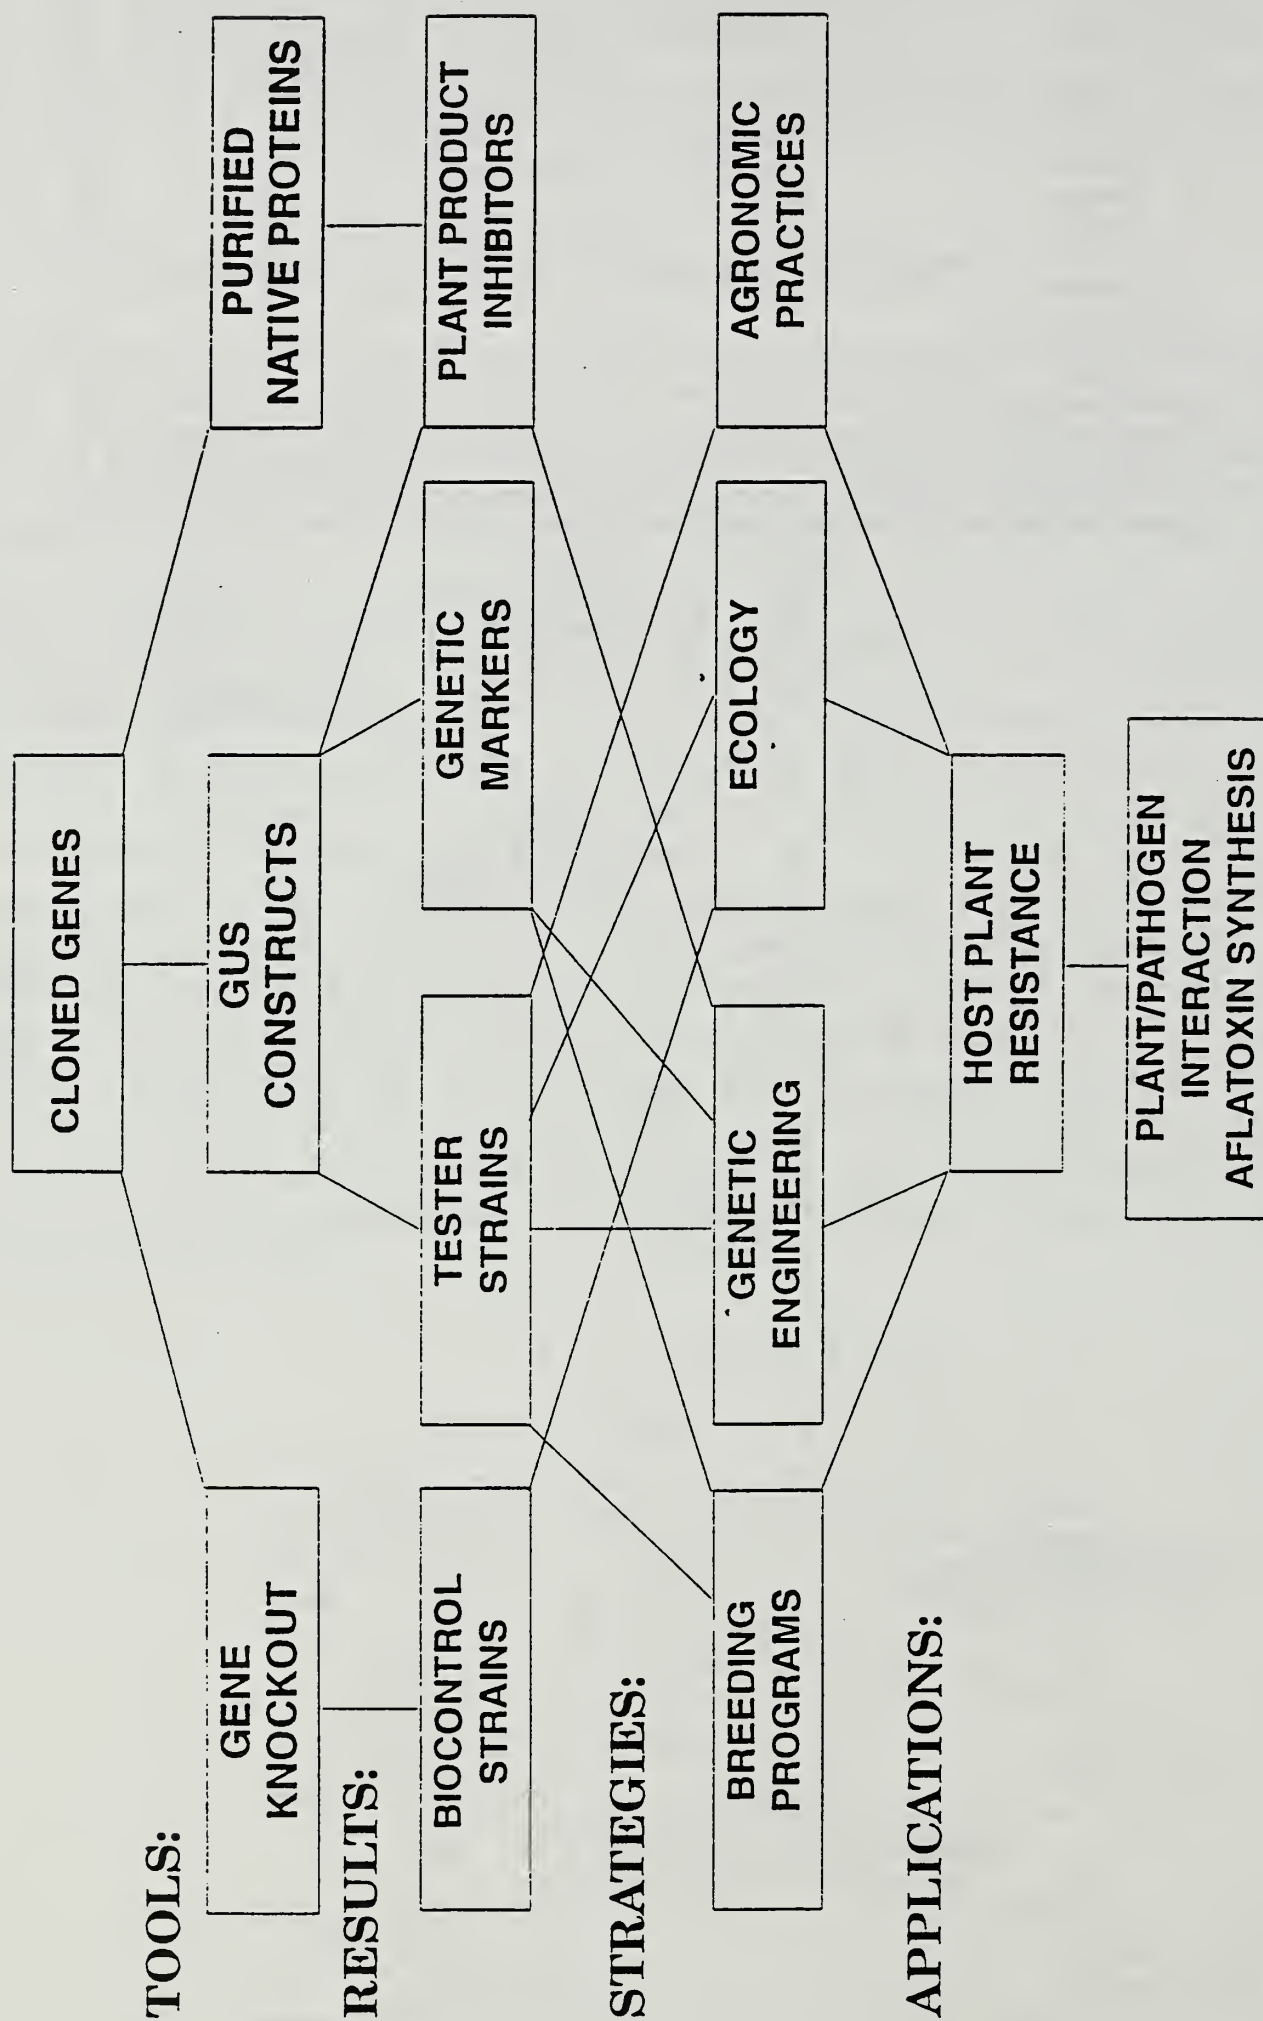 CLONED GENES
TOOLS:
GENE
KNOCKOUT
GUS
CONSTRUCTS
PURIFIED
NATIVE PROTEINS
RESULTS:
BIOCONTROL
STRAINS
TESTER
STRAINS
GENETIC
MARKERS
PLANT PRODUCT
INHIBITORS
STRATEGIES:
BREEDING
PROGRAMS
GENETIC
ENGINEERING
ECOLOGY
AGRONOMIC
PRACTICES
APPLICATIONS:
HOST PLANT
RESISTANCE
PLANT/PATHOGEN
INTERACTION
AFLATOXIN SYNTHESIS